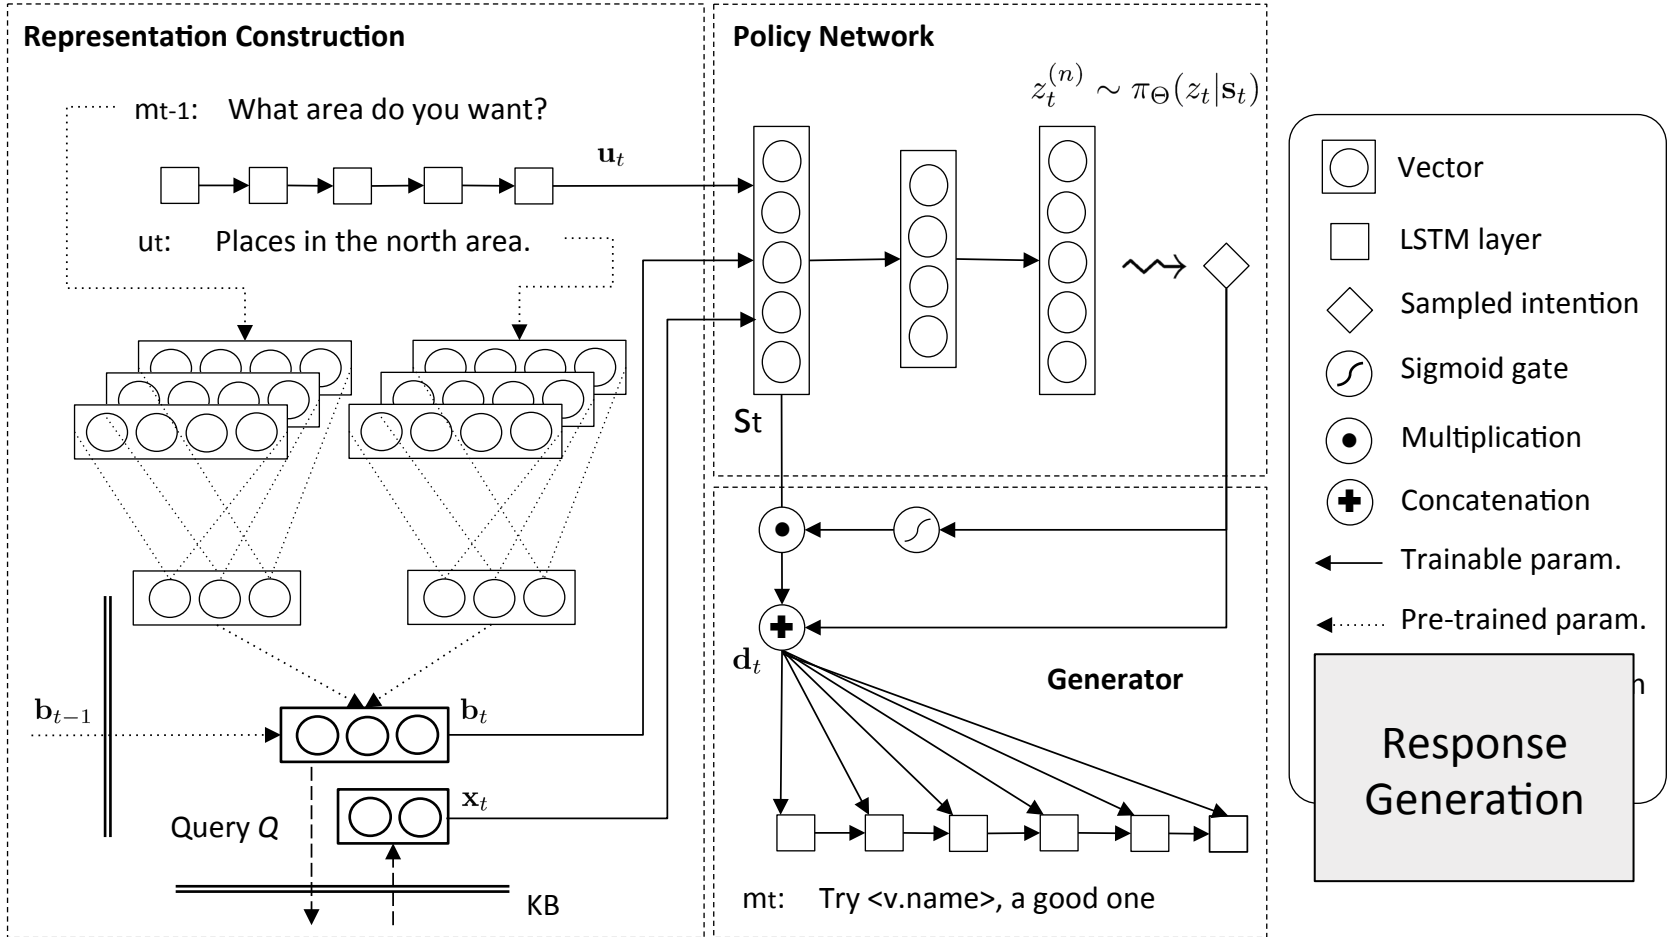 Representation Construction
mt-1: What area do you want?
𝐮ₜ
ut: Places in the north area.
𝐛ₜ₋₁
𝐛ₜ
𝐱ₜ
Query Q
KB
Policy Network
zₜ⁽ⁿ⁾ ∼ π_Θ(zₜ|𝐬ₜ)
St
𝐝ₜ
Generator
mt: Try <v.name>, a good one
Vector
LSTM layer
Sampled intention
Sigmoid gate
Multiplication
Concatenation
Trainable param.
Pre-trained param.
Response
Generation